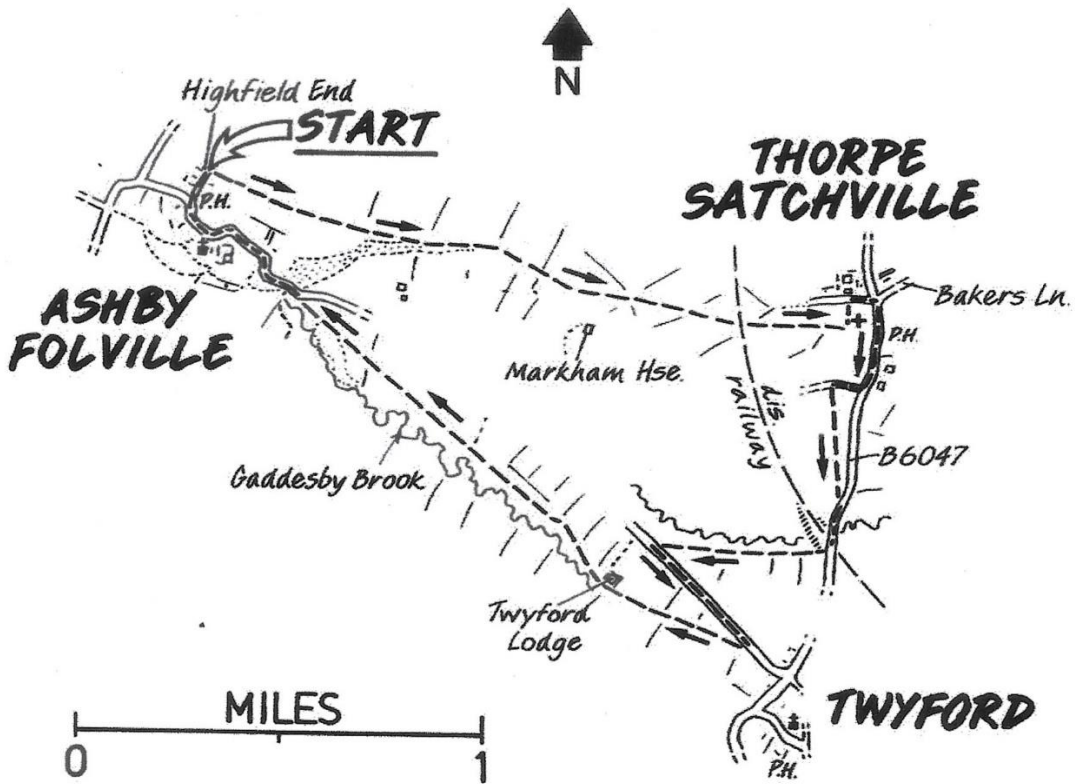 N
Highfield End
START
P.H.
THORPE
SATCHVILLE
Bakers Ln.
P.H.
ASHBY
FOLVILLE
Markham Hse.
dis.
railway
B6047
Gaddesby Brook
Twyford
Lodge
TWYFORD
P.H.
MILES
0
1